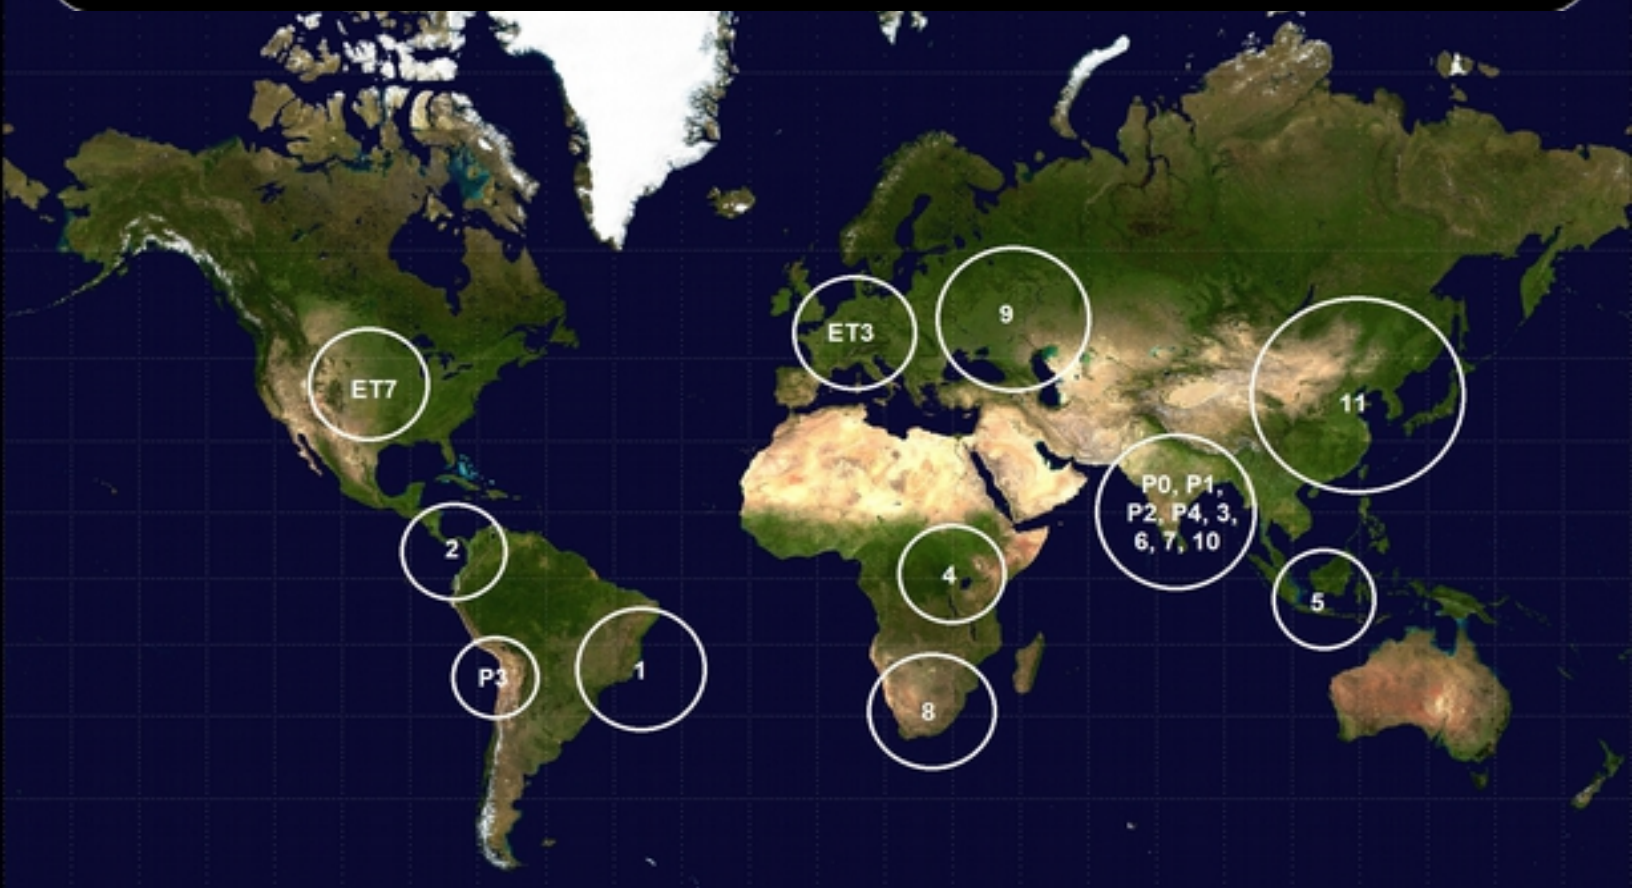 9
ET3
ET7
11
P0, P1,
P2, P4, 3,
6, 7, 10
2
4
5
P3
1
8